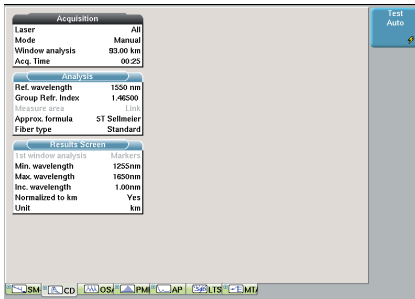 Acquisition
Laser All
Mode Manual
Window analysis 93.00 km
Acq. Time 00:25
Analysis
Ref. wavelength 1550 nm
Group Refr. Index 1.46500
Measure area Link
Approx. formula 5T Sellmeier
Fiber type Standard
Results Screen
1st window analysis Markers
Min. wavelength 1255nm
Max. wavelength 1650nm
Inc. wavelength 1.00nm
Normalized to km Yes
Unit km
Test
Auto
SM CD OS PM AP LTS MT